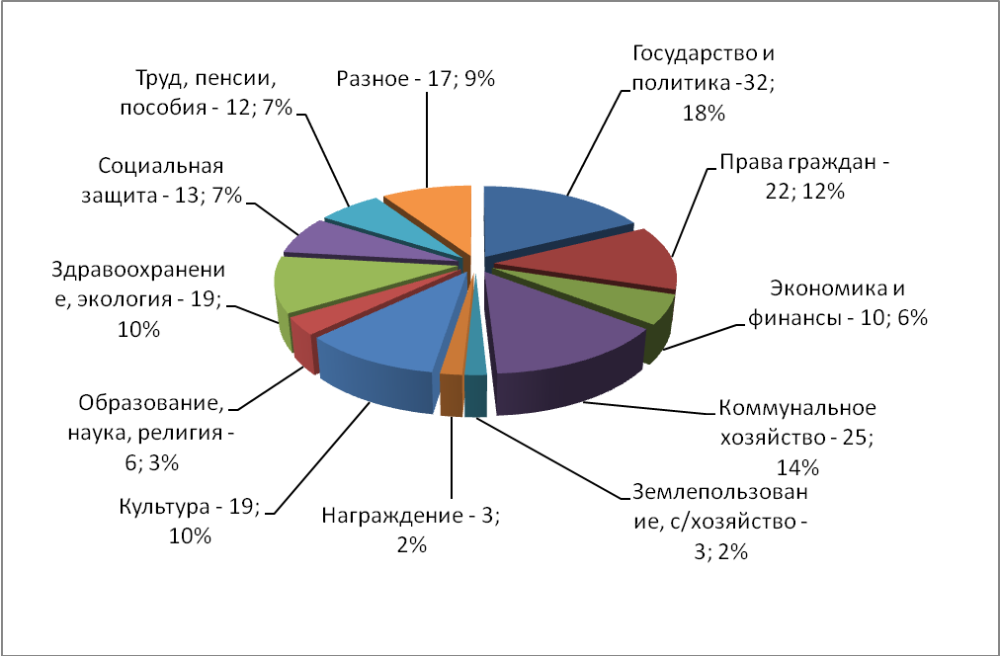 Государство и
политика -32;
18%
Права граждан -
22; 12%
Экономика и
финансы - 10; 6%
Коммунальное
хозяйство - 25;
14%
Землепользован
ие, с/хозяйство -
3; 2%
Награждение - 3;
2%
Культура - 19;
10%
Образование,
наука, религия -
6; 3%
Здравоохранени
е, экология - 19;
10%
Социальная
защита - 13; 7%
Труд, пенсии,
пособия - 12; 7%
Разное - 17; 9%